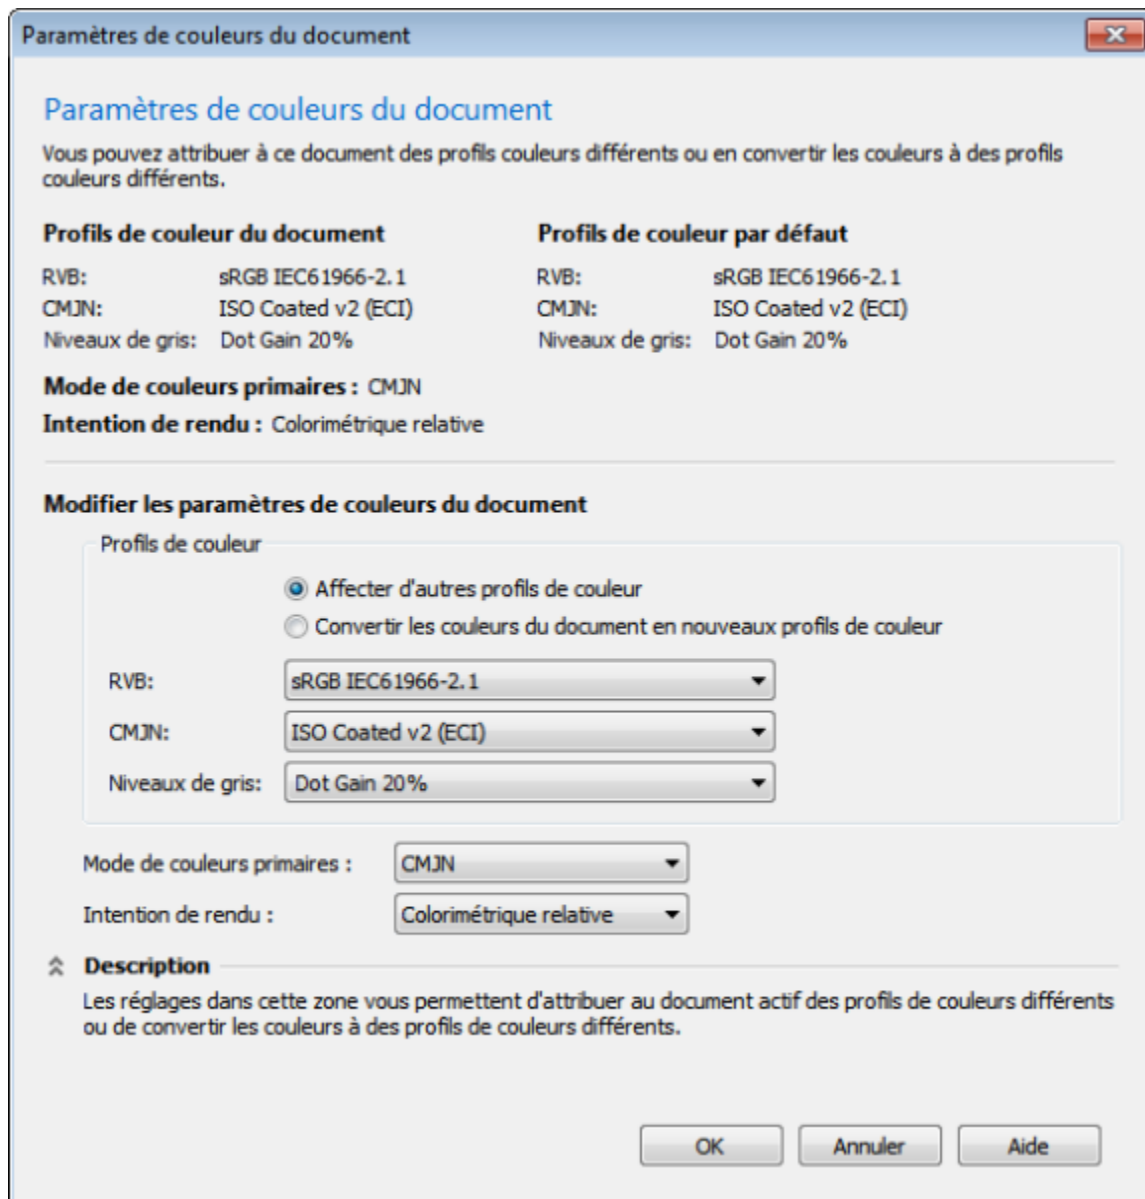 Paramètres de couleurs du document
Paramètres de couleurs du document
Vous pouvez attribuer à ce document des profils couleurs différents ou en convertir les couleurs à des profils
couleurs différents.
Profils de couleur du document Profils de couleur par défaut
RVB: sRGB IEC61966-2.1 RVB: sRGB IEC61966-2.1
CMJN: ISO Coated v2 (ECI) CMJN: ISO Coated v2 (ECI)
Niveaux de gris: Dot Gain 20% Niveaux de gris: Dot Gain 20%
Mode de couleurs primaires : CMJN
Intention de rendu : Colorimétrique relative
Modifier les paramètres de couleurs du document
Profils de couleur
Affecter d'autres profils de couleur
Convertir les couleurs du document en nouveaux profils de couleur
RVB: sRGB IEC61966-2.1
CMJN: ISO Coated v2 (ECI)
Niveaux de gris: Dot Gain 20%
Mode de couleurs primaires : CMJN
Intention de rendu : Colorimétrique relative
Description
Les réglages dans cette zone vous permettent d'attribuer au document actif des profils de couleurs différents
ou de convertir les couleurs à des profils de couleurs différents.
OK Annuler Aide